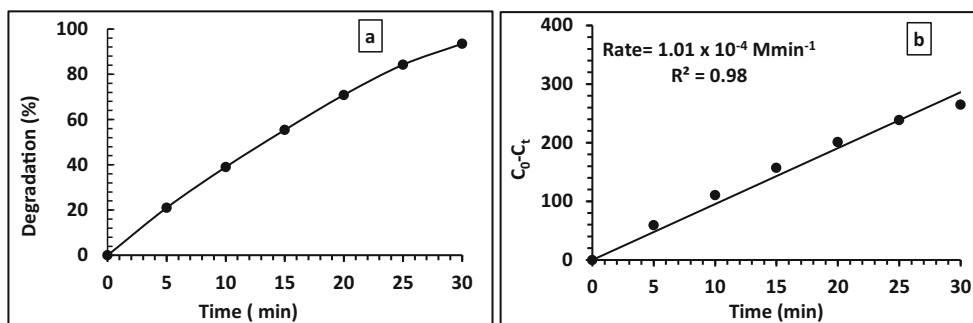 a
100
80
60
40
20
0
Degradation (%)
0 5 10 15 20 25 30
Time ( min)
b
Rate= 1.01 x 10⁻⁴ Mmin⁻¹
R² = 0.98
400
300
200
100
0
C₀-Cₜ
0 5 10 15 20 25 30
Time (min)